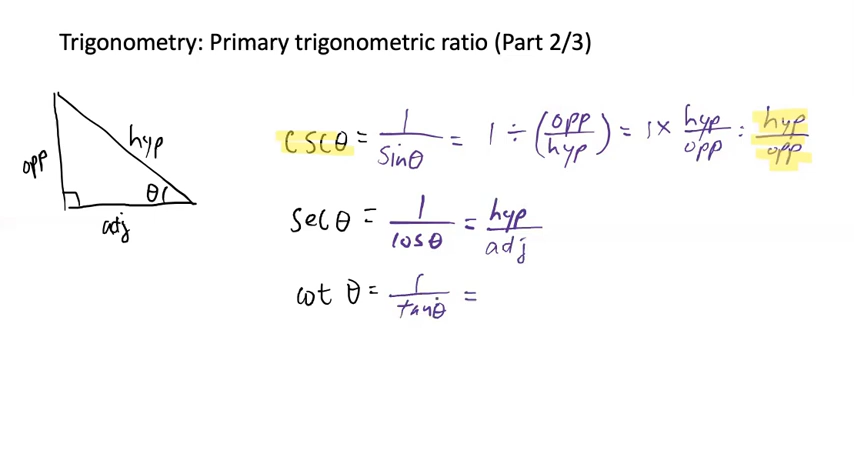 Trigonometry: Primary trigonometric ratio (Part 2/3)
opp
hyp
θ
adj
cscθ = 1/sinθ = 1 ÷ (opp/hyp) = 1 × hyp/opp = hyp/opp
sec θ = 1/cosθ = hyp/adj
cot θ = 1/tanθ =